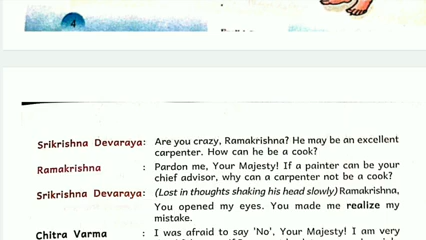 4
Srikrishna Devaraya: Are you crazy, Ramakrishna? He may be an excellent
carpenter. How can he be a cook?
Ramakrishna : Pardon me, Your Majesty! If a painter can be your
chief advisor, why can a carpenter not be a cook?
Srikrishna Devaraya: (Lost in thoughts shaking his head slowly) Ramakrishna,
You opened my eyes. You made me realize my
mistake.
Chitra Varma : I was afraid to say 'No', Your Majesty! I am very